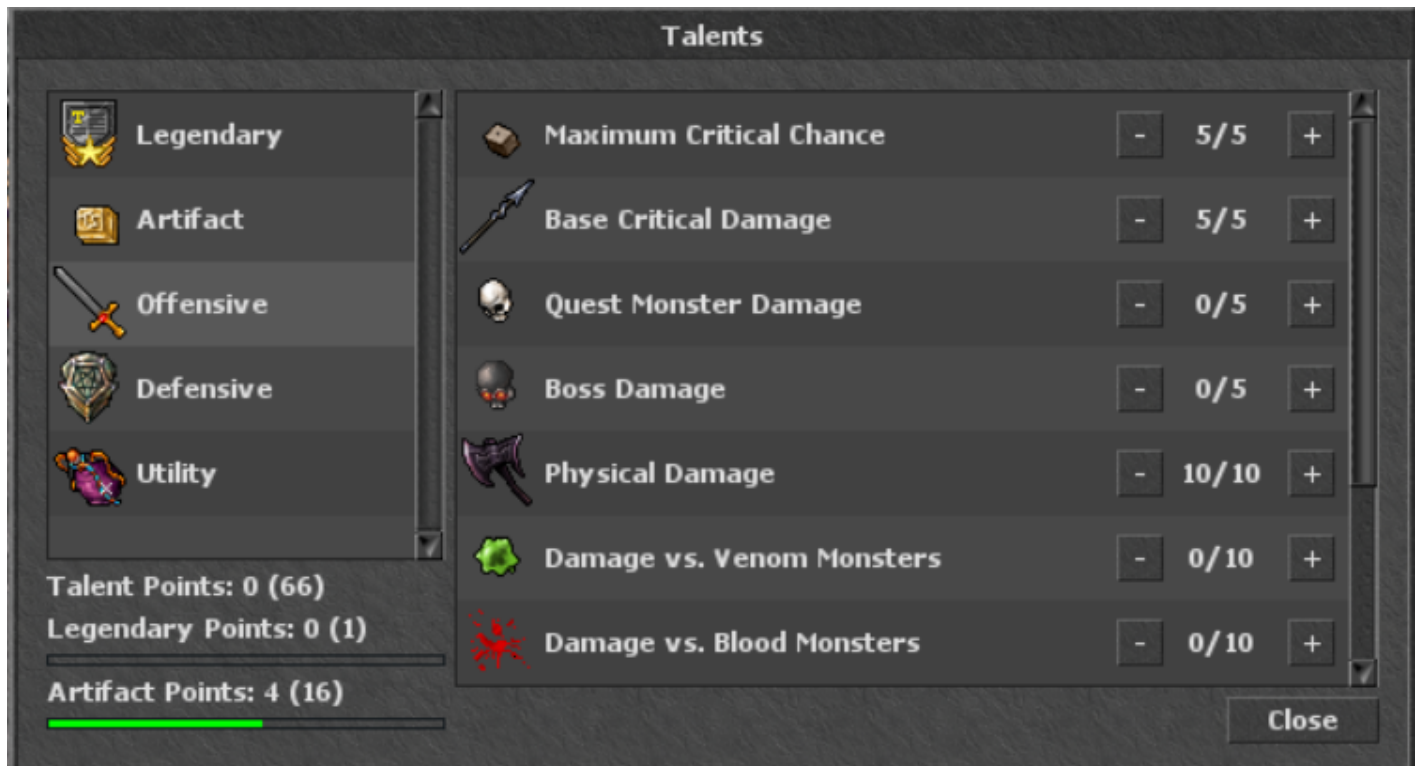 Talents
Legendary
Artifact
Offensive
Defensive
Utility
Talent Points: 0 (66)
Legendary Points: 0 (1)
Artifact Points: 4 (16)
Maximum Critical Chance - 5/5 +
Base Critical Damage - 5/5 +
Quest Monster Damage - 0/5 +
Boss Damage - 0/5 +
Physical Damage - 10/10 +
Damage vs. Venom Monsters - 0/10 +
Damage vs. Blood Monsters - 0/10 +
Close